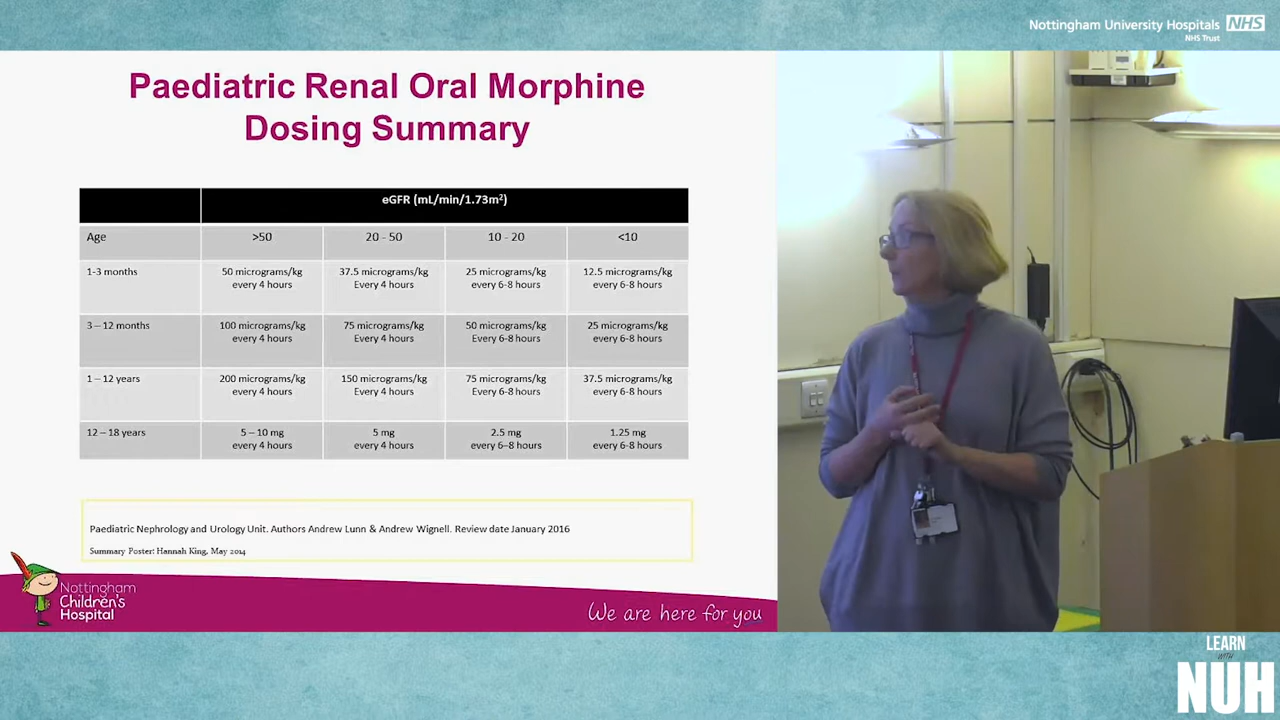 Nottingham University Hospitals NHS
NHS Trust
Paediatric Renal Oral Morphine
Dosing Summary
eGFR (mL/min/1.73m²)
Age >50 20 - 50 10 - 20 <10
1-3 months 50 micrograms/kg 37.5 micrograms/kg 25 micrograms/kg 12.5 micrograms/kg
every 4 hours Every 4 hours every 6-8 hours every 6-8 hours
3 – 12 months 100 micrograms/kg 75 micrograms/kg 50 micrograms/kg 25 micrograms/kg
every 4 hours Every 4 hours Every 6-8 hours every 6-8 hours
1 – 12 years 200 micrograms/kg 150 micrograms/kg 75 micrograms/kg 37.5 micrograms/kg
every 4 hours Every 4 hours Every 6-8 hours every 6-8 hours
12 – 18 years 5 – 10 mg 5 mg 2.5 mg 1.25 mg
every 4 hours every 4 hours every 6–8 hours every 6-8 hours
Paediatric Nephrology and Urology Unit. Authors Andrew Lunn & Andrew Wignell. Review date January 2016
Summary Poster: Hannah King, May 2014
Nottingham
Children's
Hospital
We are here for you
LEARN
WITH
NUH